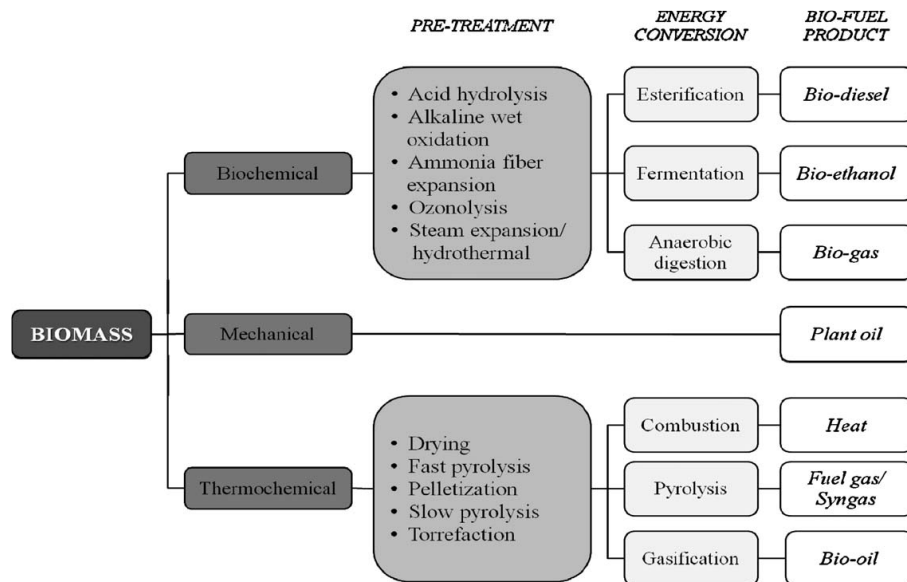 PRE-TREATMENT
ENERGY
CONVERSION
BIO-FUEL
PRODUCT
BIOMASS
Biochemical
• Acid hydrolysis
• Alkaline wet
oxidation
• Ammonia fiber
expansion
• Ozonolysis
• Steam expansion/
hydrothermal
Esterification
Bio-diesel
Fermentation
Bio-ethanol
Anaerobic
digestion
Bio-gas
Mechanical
Plant oil
Thermochemical
• Drying
• Fast pyrolysis
• Pelletization
• Slow pyrolysis
• Torrefaction
Combustion
Heat
Pyrolysis
Fuel gas/
Syngas
Gasification
Bio-oil